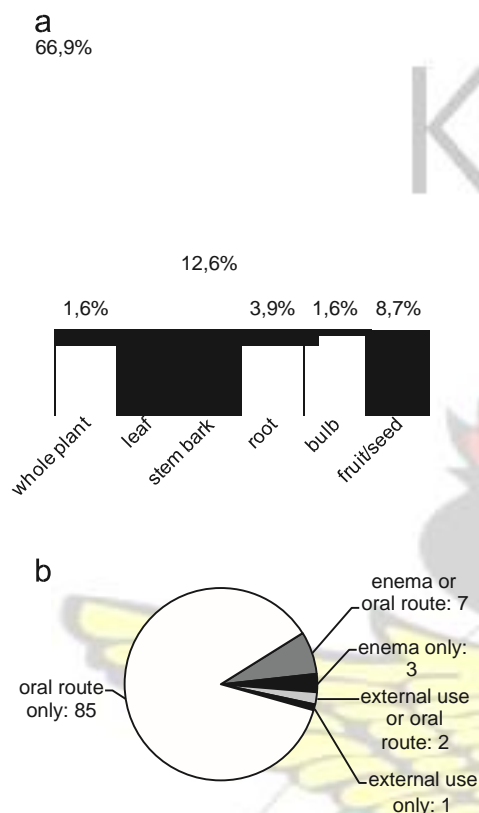 a
66,9%
K
12,6%
1,6% 3,9% 1,6% 8,7%
whole plant
leaf
stem bark
root
bulb
fruit/seed
b
enema or
oral route: 7
enema only:
3
oral route
only: 85
external use
or oral
route: 2
external use
only: 1